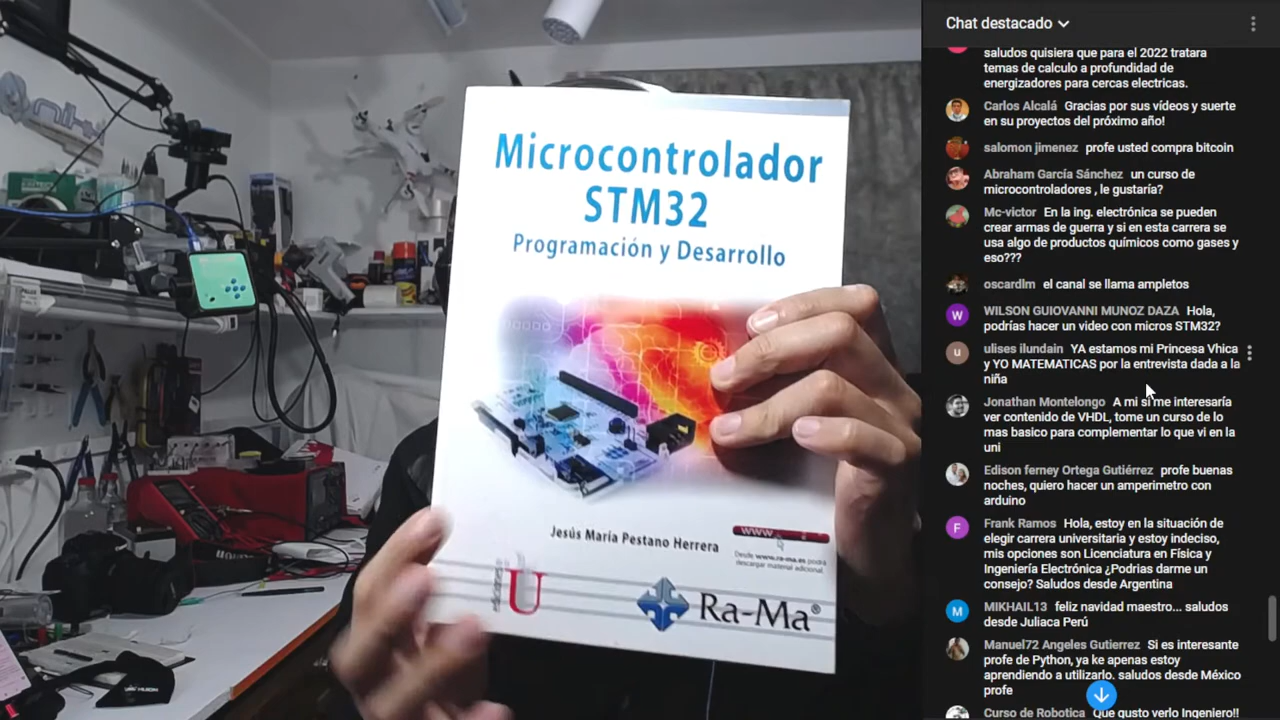 Microcontrolador
STM32
Programación y Desarrollo
Jesús María Pestano Herrera
WWW
Desde www.ra-ma.es podrá
descargar material adicional.
ediciones
U
Ra-Ma®
Chat destacado
saludos quisiera que para el 2022 tratara
temas de calculo a profundidad de
energizadores para cercas electricas.
Carlos Alcalá Gracias por sus vídeos y suerte
en su proyectos del próximo año!
salomon jimenez profe usted compra bitcoin
Abraham García Sánchez un curso de
microcontroladores , le gustaría?
Mc-victor En la ing. electrónica se pueden
crear armas de guerra y si en esta carrera se
usa algo de productos químicos como gases y
eso???
oscardlm el canal se llama ampletos
W
WILSON GUIOVANNI MUNOZ DAZA Hola,
podrías hacer un video con micros STM32?
u
ulises ilundain YA estamos mi Princesa Vhica
y YO MATEMATICAS por la entrevista dada a la
niña
Jonathan Montelongo A mi si me interesaría
ver contenido de VHDL, tome un curso de lo
mas basico para complementar lo que vi en la
uni
Edison ferney Ortega Gutiérrez profe buenas
noches, quiero hacer un amperimetro con
arduino
F
Frank Ramos Hola, estoy en la situación de
elegir carrera universitaria y estoy indeciso,
mis opciones son Licenciatura en Física y
Ingeniería Electrónica ¿Podrias darme un
consejo? Saludos desde Argentina
M
MIKHAIL13 feliz navidad maestro... saludos
desde Juliaca Perú
Manuel72 Angeles Gutierrez Si es interesante
profe de Python, ya ke apenas estoy
aprendiendo a utilizarlo. saludos desde México
profe
Curso de Robotica Que gusto verlo Ingeniero!!